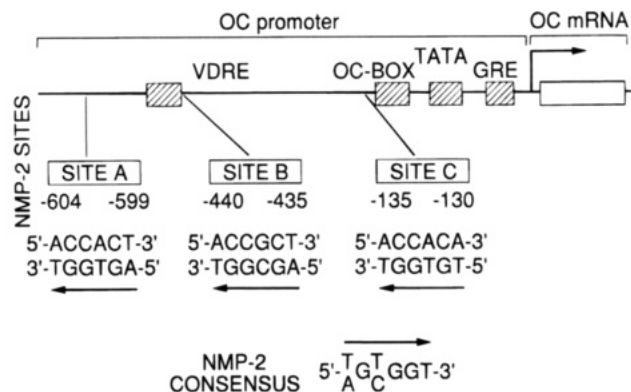 OC promoter OC mRNA
VDRE OC-BOX TATA GRE
NMP-2 SITES
SITE A SITE B SITE C
-604 -599 -440 -435 -135 -130
5'-ACCACT-3' 5'-ACCGCT-3' 5'-ACCACA-3'
3'-TGGTGA-5' 3'-TGGCGA-5' 3'-TGGTGT-5'
NMP-2 CONSENSUS
5'-T/A G T/C GGT-3'